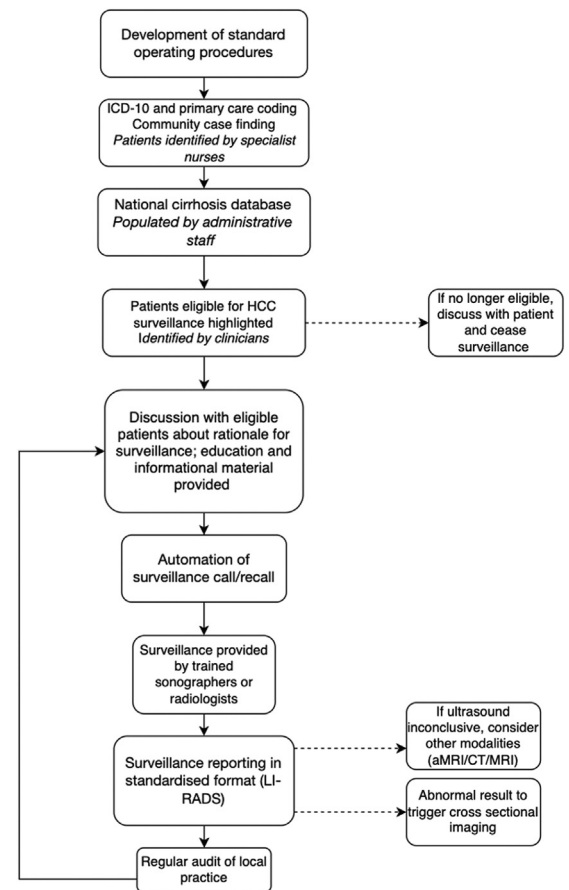 Development of standard
operating procedures
ICD-10 and primary care coding
Community case finding
Patients identified by specialist
nurses
National cirrhosis database
Populated by administrative
staff
Patients eligible for HCC
surveillance highlighted
Identified by clinicians
If no longer eligible,
discuss with patient
and cease
surveillance
Discussion with eligible
patients about rationale for
surveillance; education and
informational material
provided
Automation of
surveillance call/recall
Surveillance provided
by trained
sonographers or
radiologists
Surveillance reporting in
standardised format (LI-
RADS)
If ultrasound
inconclusive, consider
other modalities
(aMRI/CT/MRI)
Abnormal result to
trigger cross sectional
imaging
Regular audit of local
practice